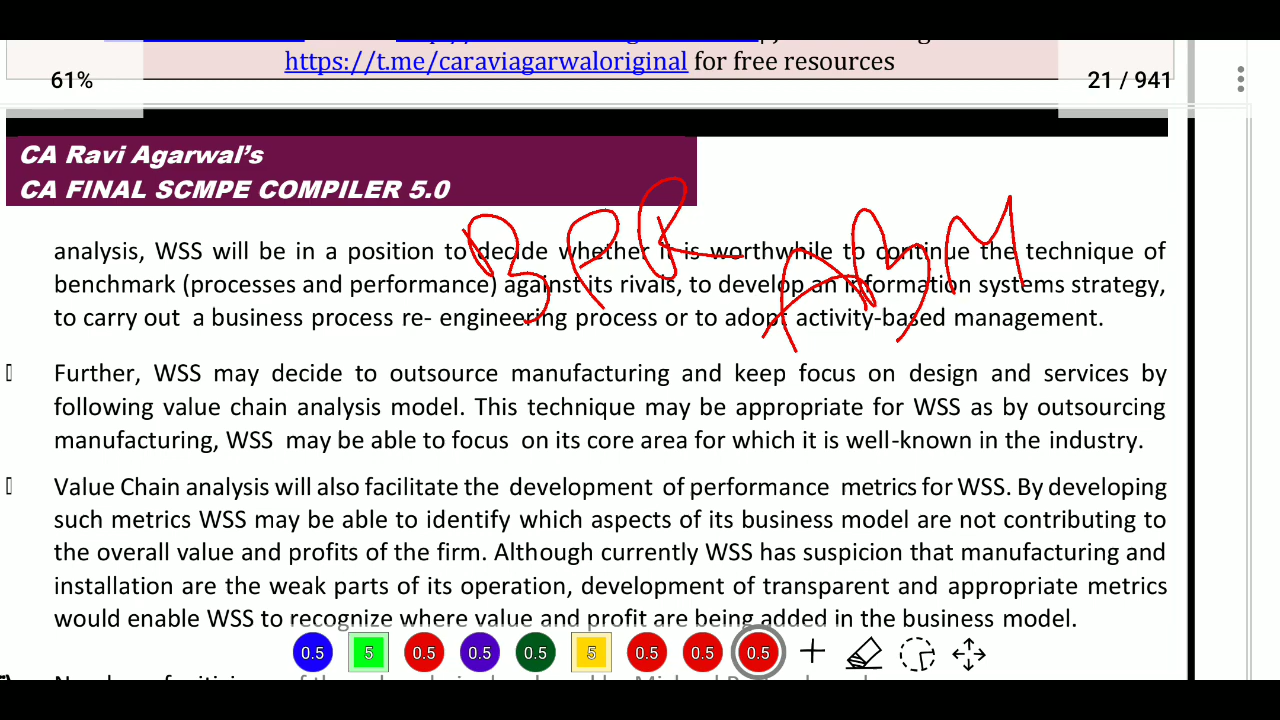 https://t.me/caraviagarwaloriginal for free resources
61%
21 / 941
CA Ravi Agarwal's
CA FINAL SCMPE COMPILER 5.0
BPR ABM
analysis, WSS will be in a position to decide whether it is worthwhile to continue the technique of
benchmark (processes and performance) against its rivals, to develop an information systems strategy,
to carry out a business process re- engineering process or to adopt activity-based management.
Further, WSS may decide to outsource manufacturing and keep focus on design and services by
following value chain analysis model. This technique may be appropriate for WSS as by outsourcing
manufacturing, WSS may be able to focus on its core area for which it is well-known in the industry.
Value Chain analysis will also facilitate the development of performance metrics for WSS. By developing
such metrics WSS may be able to identify which aspects of its business model are not contributing to
the overall value and profits of the firm. Although currently WSS has suspicion that manufacturing and
installation are the weak parts of its operation, development of transparent and appropriate metrics
would enable WSS to recognize where value and profit are being added in the business model.
0.5 5 0.5 0.5 0.5 5 0.5 0.5 0.5